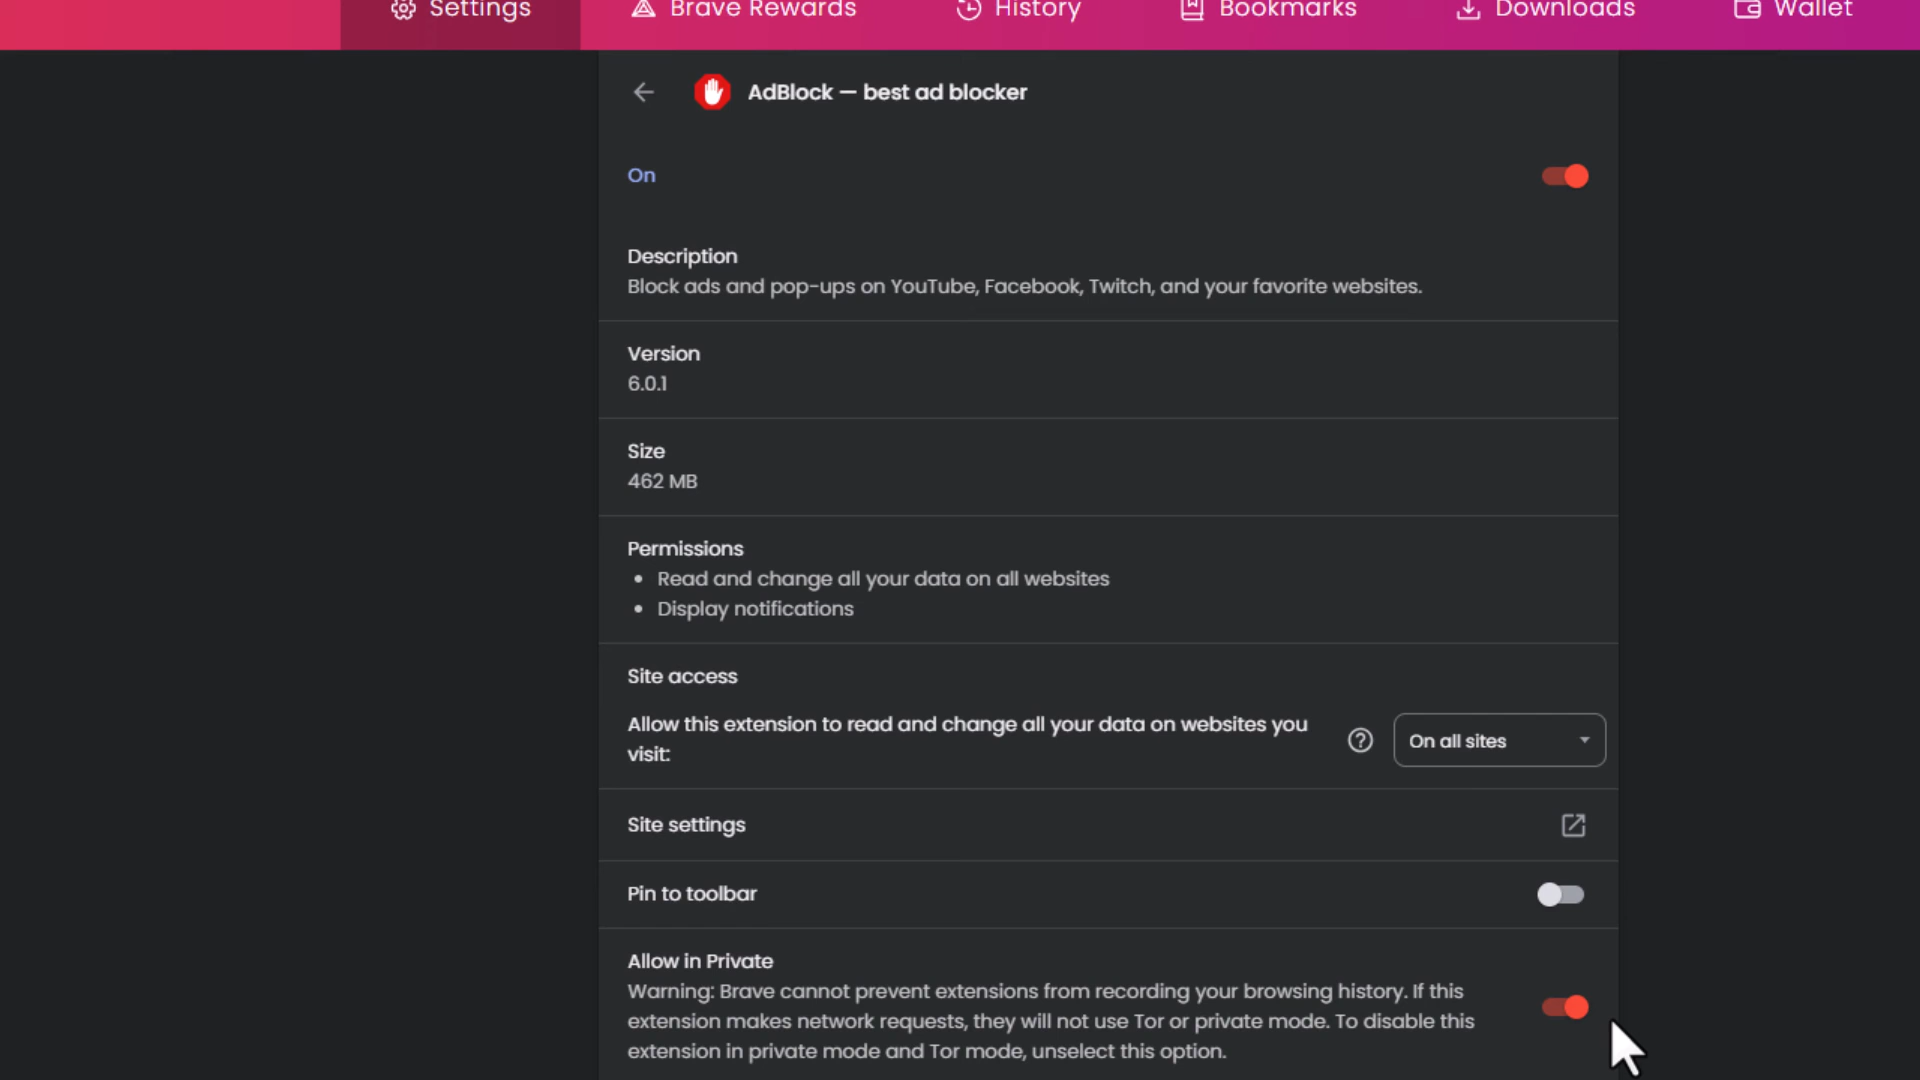 Settings
Brave Rewards
History
Bookmarks
Downloads
Wallet
AdBlock — best ad blocker
On
Description
Block ads and pop-ups on YouTube, Facebook, Twitch, and your favorite websites.
Version
6.0.1
Size
462 MB
Permissions
• Read and change all your data on all websites
• Display notifications
Site access
Allow this extension to read and change all your data on websites you
visit:
On all sites
Site settings
Pin to toolbar
Allow in Private
Warning: Brave cannot prevent extensions from recording your browsing history. If this
extension makes network requests, they will not use Tor or private mode. To disable this
extension in private mode and Tor mode, unselect this option.